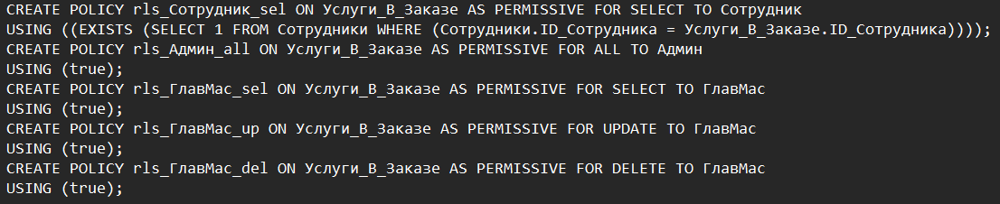 CREATE POLICY rls_Сотрудник_sel ON Услуги_В_Заказе AS PERMISSIVE FOR SELECT TO Сотрудник
USING ((EXISTS (SELECT 1 FROM Сотрудники WHERE (Сотрудники.ID_Сотрудника = Услуги_В_Заказе.ID_Сотрудника))));
CREATE POLICY rls_Админ_all ON Услуги_В_Заказе AS PERMISSIVE FOR ALL TO Админ
USING (true);
CREATE POLICY rls_ГлавМас_sel ON Услуги_В_Заказе AS PERMISSIVE FOR SELECT TO ГлавМас
USING (true);
CREATE POLICY rls_ГлавМас_up ON Услуги_В_Заказе AS PERMISSIVE FOR UPDATE TO ГлавМас
USING (true);
CREATE POLICY rls_ГлавМас_del ON Услуги_В_Заказе AS PERMISSIVE FOR DELETE TO ГлавМас
USING (true);